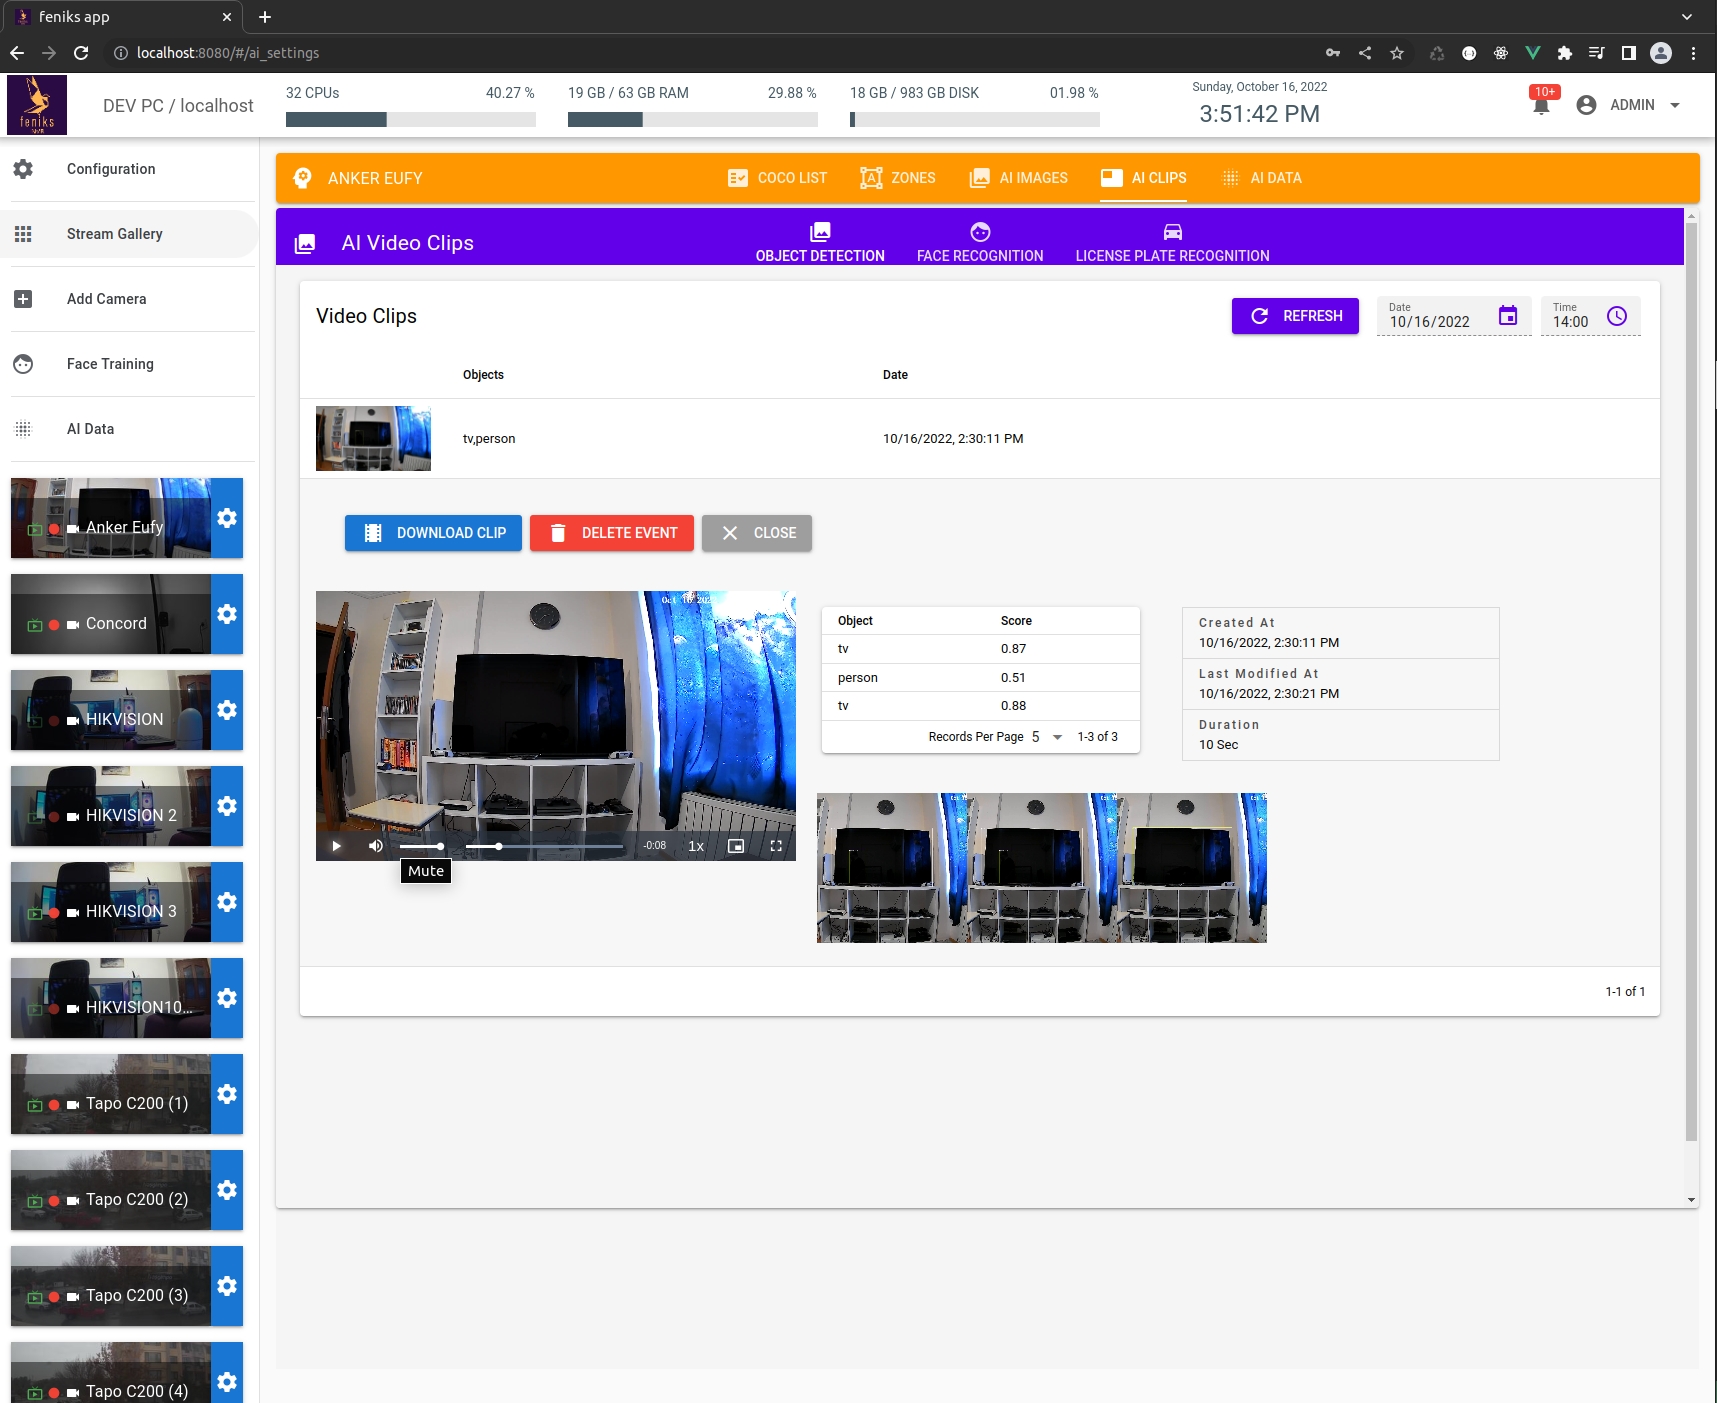 feniks app
localhost:8080/#/ai_settings
feniks
DEV PC / localhost
32 CPUs 40.27 %
19 GB / 63 GB RAM 29.88 %
18 GB / 983 GB DISK 01.98 %
Sunday, October 16, 2022
3:51:42 PM
10+
ADMIN
Configuration
Stream Gallery
Add Camera
Face Training
AI Data
Anker Eufy
Concord
HIKVISION
HIKVISION 2
HIKVISION 3
HIKVISION10...
Tapo C200 (1)
Tapo C200 (2)
Tapo C200 (3)
Tapo C200 (4)
ANKER EUFY
COCO LIST
ZONES
AI IMAGES
AI CLIPS
AI DATA
AI Video Clips
OBJECT DETECTION
FACE RECOGNITION
LICENSE PLATE RECOGNITION
Video Clips
REFRESH
Date
10/16/2022
Time
14:00
Objects Date
tv,person 10/16/2022, 2:30:11 PM
DOWNLOAD CLIP
DELETE EVENT
CLOSE
-0:08
1x
Mute
Object Score
tv 0.87
person 0.51
tv 0.88
Records Per Page 5 1-3 of 3
Created At
10/16/2022, 2:30:11 PM
Last Modified At
10/16/2022, 2:30:21 PM
Duration
10 Sec
1-1 of 1